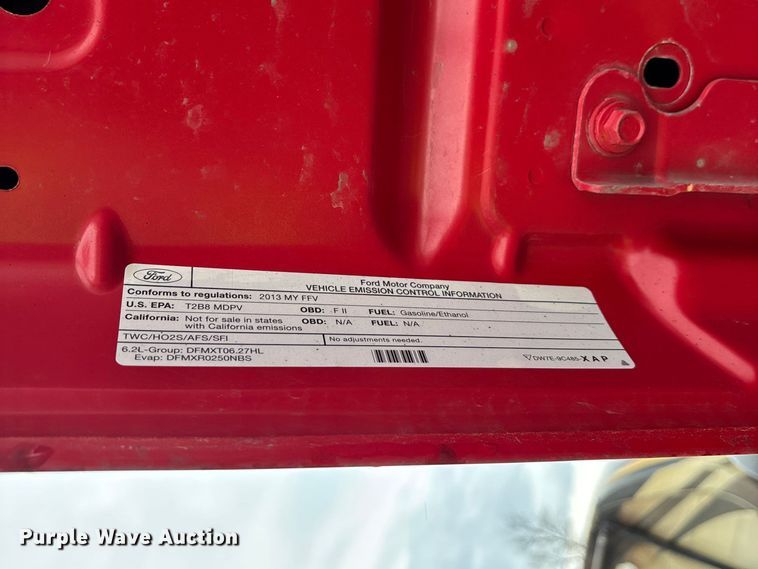 Ford
Ford Motor Company
VEHICLE EMISSION CONTROL INFORMATION
Conforms to regulations: 2013 MY FFV
U.S. EPA: T2B8 MDPV OBD: F II FUEL: Gasoline/Ethanol
California: Not for sale in states with California emissions OBD: N/A FUEL: N/A
TWC/HO2S/AFS/SFI No adjustments needed.
6.2L-Group: DFMXT06.27HL
Evap: DFMXR0250NBS
DW7E-9C485-XAP
Purple Wave Auction